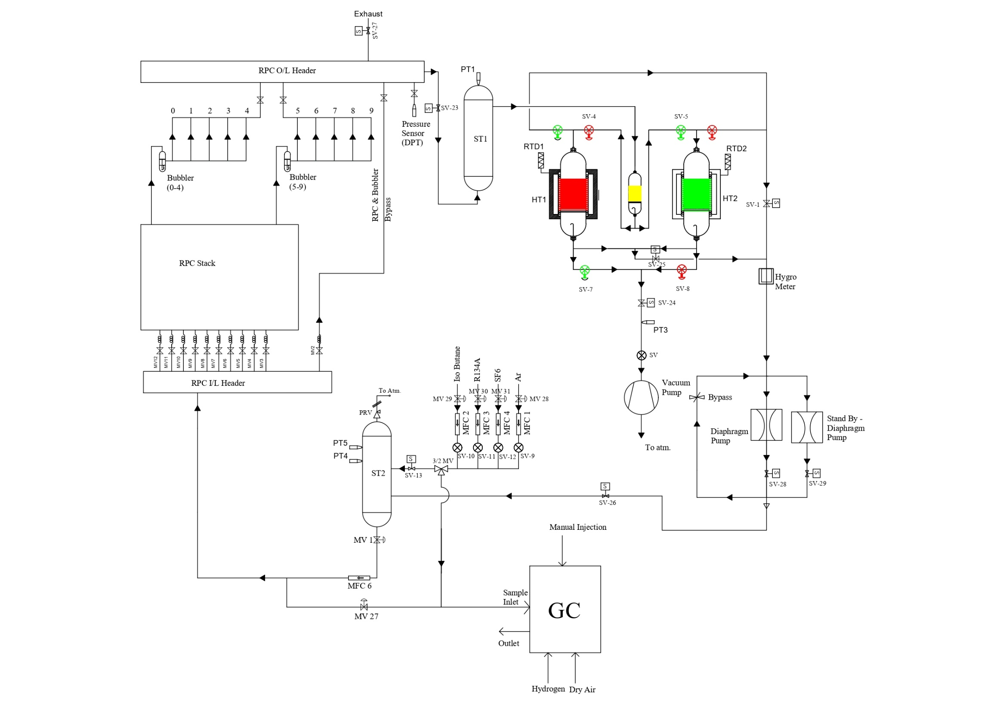 Exhaust
S
SV-27
RPC O/L Header
PT1
S
SV-23
0 1 2 3 4
5 6 7 8 9
Pressure
Sensor
(DPT)
ST1
SV-4
SV-5
RTD1
RTD2
Bubbler
(0-4)
Bubbler
(5-9)
RPC & Bubbler
Bypass
HT1
HT2
SV-1
S
RPC Stack
S
SV-25
SV-7
SV-8
Hygro
Meter
S
SV-24
PT3
SV
MV12
MV11
MV10
MV9
MV8
MV7
MV6
MV5
MV4
MV3
MV2
RPC I/L Header
Iso Butane
R134A
SF6
Ar
MV 29
MV 30
MV 31
MV 28
MFC 2
MFC 3
MFC 4
MFC 1
SV-10
SV-11
SV-12
SV-9
Vacuum
Pump
To atm.
Bypass
Diaphragm
Pump
Stand By -
Diaphragm
Pump
S
SV-28
S
SV-29
To Atm.
PRV
PT5
PT4
ST2
S
SV-13
3/2 MV
S
SV-26
MV 1
MFC 6
MV 27
Manual Injection
Sample
Inlet
GC
Outlet
Hydrogen
Dry Air